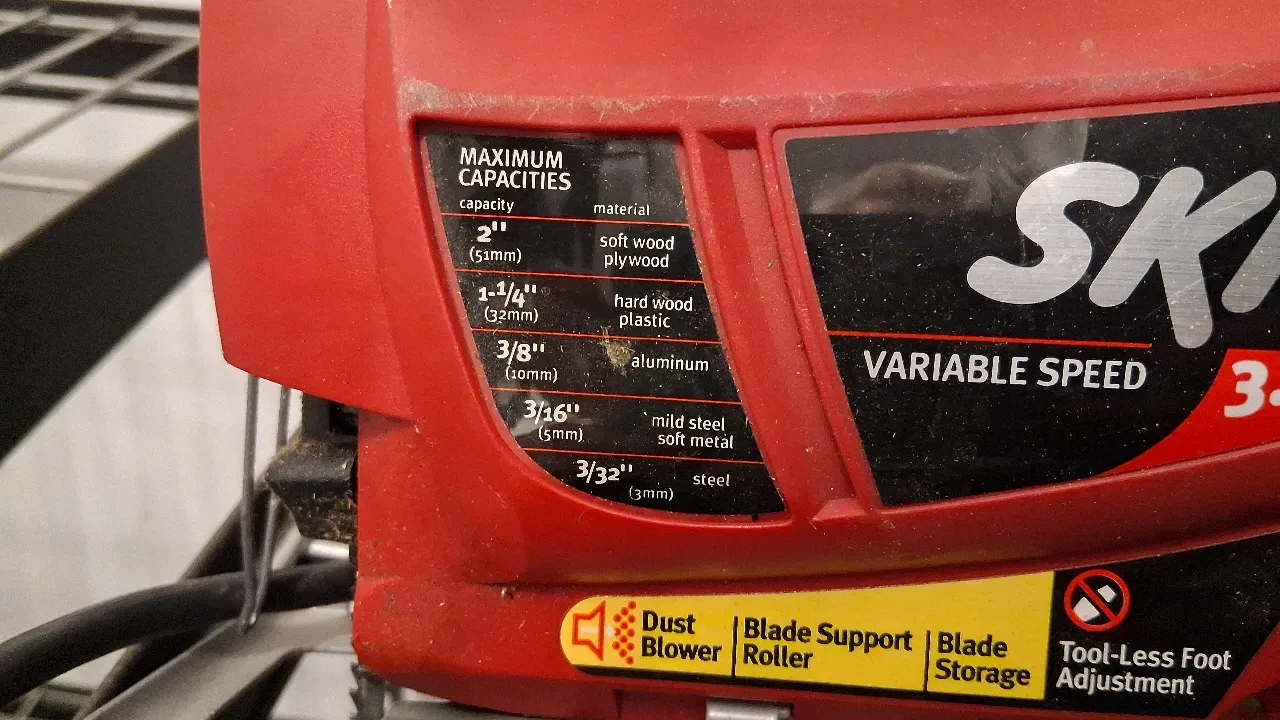 MAXIMUM
CAPACITIES
capacity material
2" soft wood
(51mm) plywood
1-1/4" hard wood
(32mm) plastic
3/8" aluminum
(10mm)
3/16" mild steel
(5mm) soft metal
3/32" steel
(3mm)
VARIABLE SPEED
Dust
Blower
Blade Support
Roller
Blade
Storage
Tool-Less Foot
Adjustment